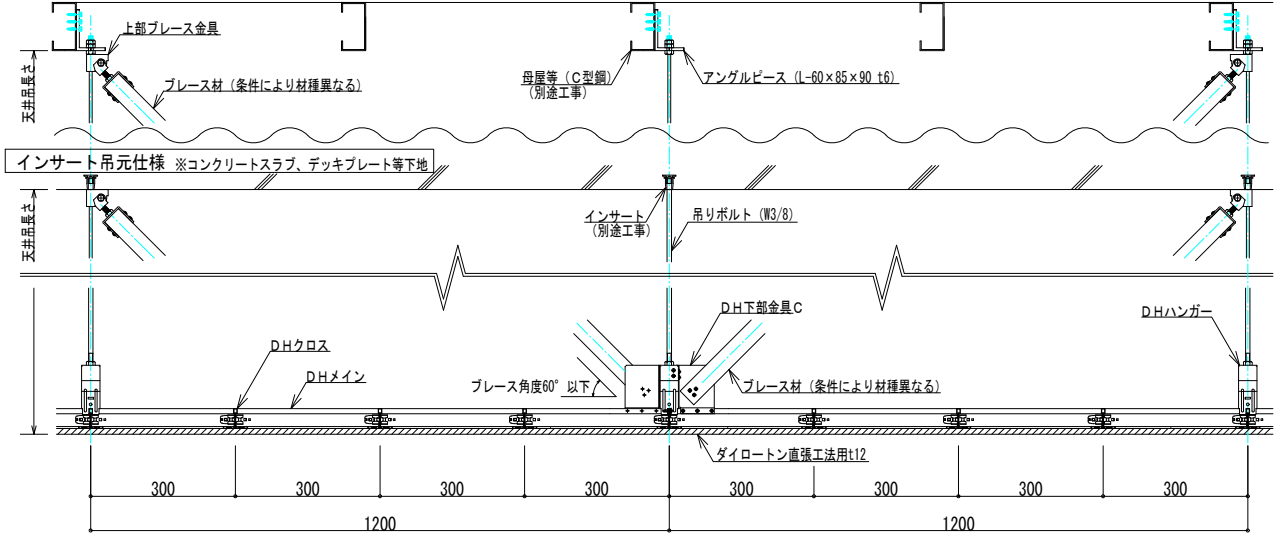 上部ブレース金具
ブレース材（条件により材種異なる）
母屋等（Ｃ型鋼）
(別途工事)
アングルピース（L-60×85×90 t6）
天井吊長さ
インサート吊元仕様 ※コンクリートスラブ、デッキプレート等下地
天井吊長さ
インサート
(別途工事)
吊りボルト（W3/8）
ＤＨ下部金具Ｃ
ＤＨハンガー
ＤＨクロス
ＤＨメイン
ブレース角度60°以下
ブレース材（条件により材種異なる）
ダイロートン直張工法用t12
300 300 300 300 300 300 300 300
1200 1200